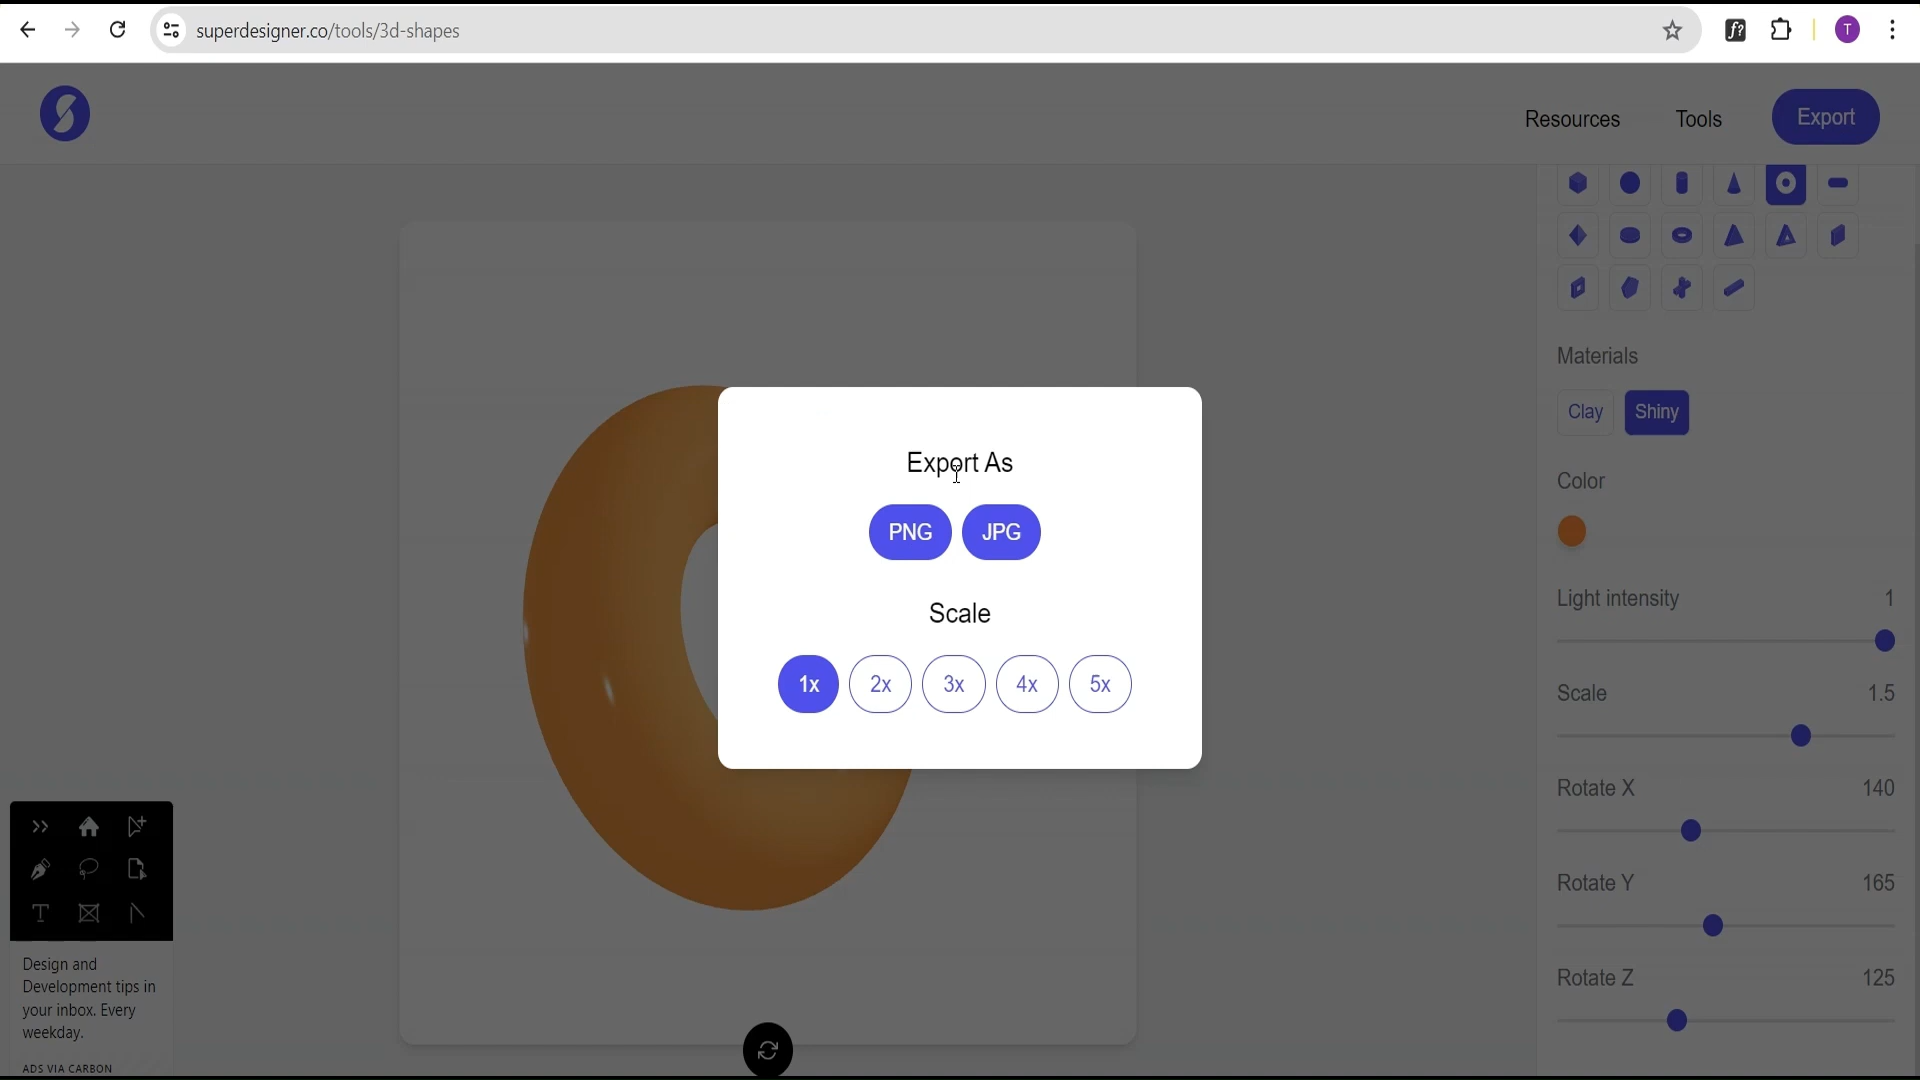 superdesigner.co/tools/3d-shapes
f?
T
Resources
Tools
Export
Materials
Clay
Shiny
Color
Light intensity
1
Scale
1.5
Rotate X
140
Rotate Y
165
Rotate Z
125
Export As
PNG
JPG
Scale
1x
2x
3x
4x
5x
T
Design and
Development tips in
your inbox. Every
weekday.
ADS VIA CARBON